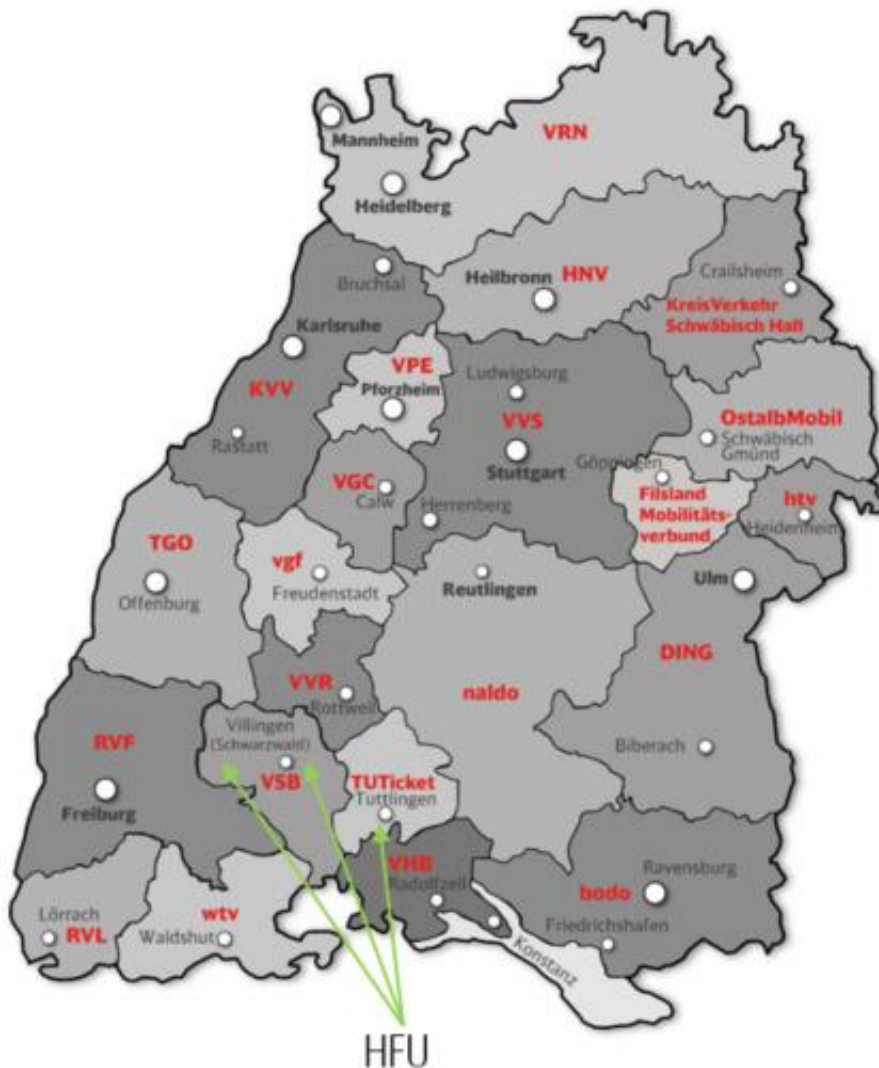 VRN
Mannheim
Heidelberg
Crailsheim
Heilbronn HNV
Bruchsal
KreisVerkehr
Schwäbisch Hall
Karlsruhe
VPE
Ludwigsburg
KVV
Pforzheim
VVS
OstalbMobil
Rastatt
Schwäbisch
Gmünd
Stuttgart
Göppingen
VGC
Calw
Filsland
Mobilitäts-
verbund
htv
Herrenberg
Heidenheim
TGO
vgf
Freudenstadt
Reutlingen
Ulm
Offenburg
DING
VVR
naldo
Rottweil
Villingen
(Schwarzwald)
RVF
Biberach
VSB
TUTicket
Tuttlingen
Freiburg
VHB
Radolfzell
Ravensburg
bodo
Lörrach
wtv
Friedrichshafen
RVL
Waldshut
Konstanz
HFU